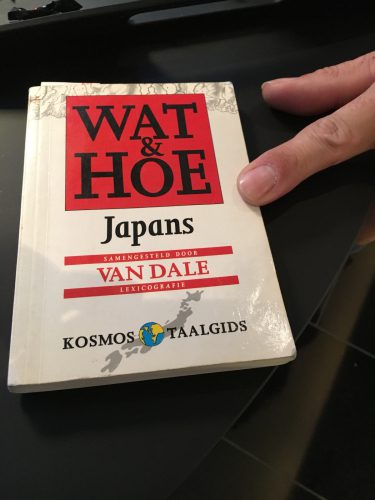 WAT
&
HOE
Japans
SAMENGESTELD DOOR
VAN DALE
LEXICOGRAFIE
KOSMOS TAALGIDS